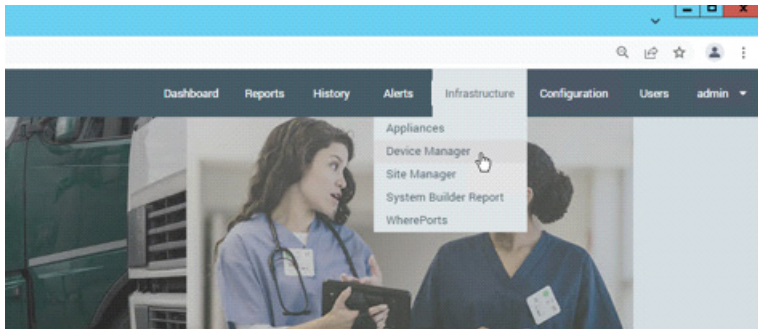 Dashboard Reports History Alerts Infrastructure Configuration Users admin
Appliances
Device Manager
Site Manager
System Builder Report
WherePorts